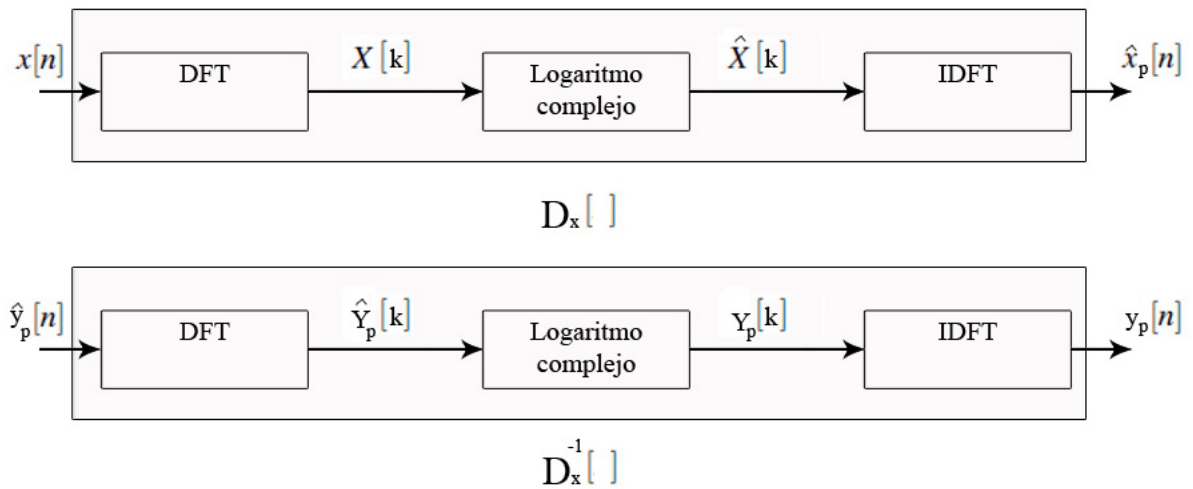 x[n]
DFT
X[k]
Logaritmo
complejo
X̂[k]
IDFT
x̂p[n]
Dx[ ]
ŷp[n]
DFT
Ŷp[k]
Logaritmo
complejo
Yp[k]
IDFT
yp[n]
Dx-1[ ]